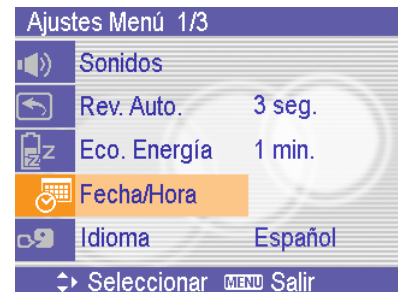 Ajustes Menú 1/3
Sonidos
Rev. Auto. 3 seg.
Eco. Energía 1 min.
Fecha/Hora
Idioma Español
Seleccionar MENU Salir